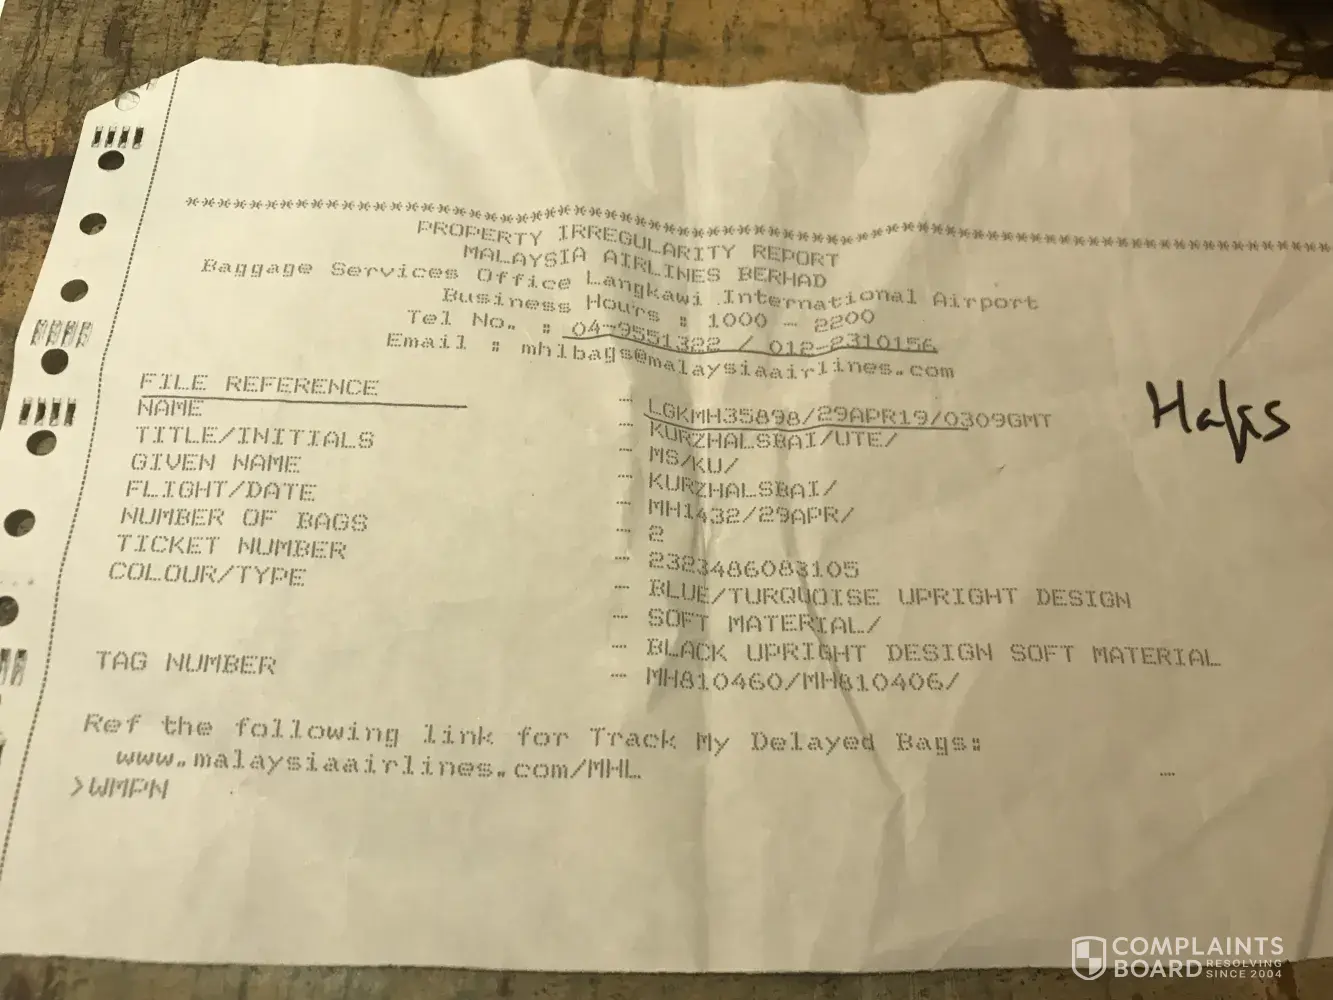 ************************************************************************
PROPERTY IRREGULARITY REPORT
MALAYSIA AIRLINES BERHAD
Baggage Services Office Langkawi International Airport
Business Hours : 1000 - 2200
Tel No. : 04-9551322 / 012-2310156
Email : mhlbags@malaysiaairlines.com
FILE REFERENCE - LGKMH35898/29APR19/0309GMT
NAME - KURZHALSBAI/UTE/
TITLE/INITIALS - MS/KU/
GIVEN NAME - KURZHALSBAI/
FLIGHT/DATE - MH1432/29APR/
NUMBER OF BAGS - 2
TICKET NUMBER - 2323486083105
COLOUR/TYPE - BLUE/TURQUOISE UPRIGHT DESIGN
- SOFT MATERIAL/
- BLACK UPRIGHT DESIGN SOFT MATERIAL
TAG NUMBER - MH810460/MH810406/
Ref the following link for Track My Delayed Bags:
www.malaysiaairlines.com/MHL
>WMPN
COMPLAINTS
BOARD RESOLVING
SINCE 2004